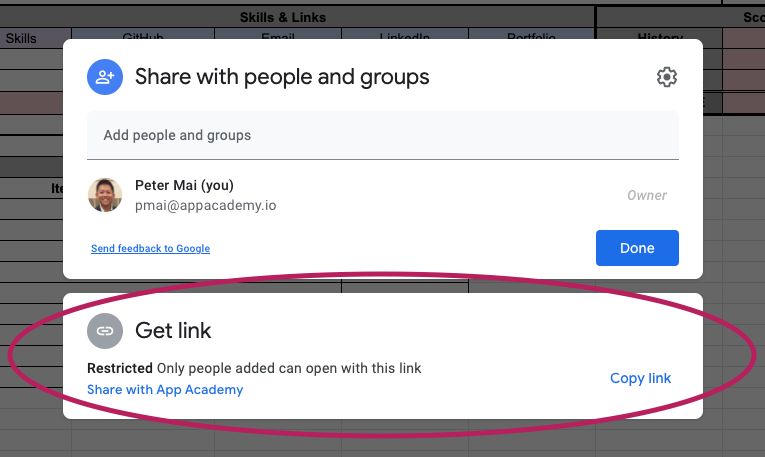 Skills & Links
Sco
Skills GitHub Email LinkedIn Portfolio History
Share with people and groups
Add people and groups
Peter Mai (you)
pmai@appacademy.io
Owner
Ite
Send feedback to Google
Done
Get link
Restricted Only people added can open with this link
Share with App Academy
Copy link